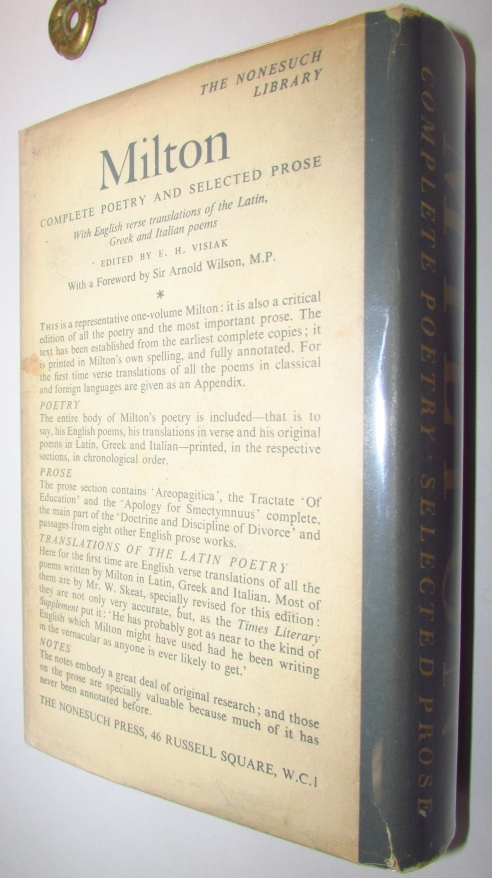 THE NONESUCH
LIBRARY
Milton
COMPLETE POETRY AND SELECTED PROSE
With English verse translations of the Latin,
Greek and Italian poems
· EDITED BY E. H. VISIAK
With a Foreword by Sir Arnold Wilson, M.P.
*
THIS is a representative one-volume Milton: it is also a critical
edition of all the poetry and the most important prose. The
text has been established from the earliest complete copies; it
is printed in Milton's own spelling, and fully annotated. For
the first time verse translations of all the poems in classical
and foreign languages are given as an Appendix.
POETRY
The entire body of Milton's poetry is included—that is to
say, his English poems, his translations in verse and his original
poems in Latin, Greek and Italian—printed, in the respective
sections, in chronological order.
PROSE
The prose section contains 'Areopagitica', the Tractate 'Of
Education' and the 'Apology for Smectymnuus' complete,
the main part of the 'Doctrine and Discipline of Divorce' and
passages from eight other English prose works.
TRANSLATIONS OF THE LATIN POETRY
Here for the first time are English verse translations of all the
poems written by Milton in Latin, Greek and Italian. Most of
them are by Mr. W. Skeat, specially revised for this edition:
they are not only very accurate, but, as the Times Literary
Supplement put it: 'He has probably got as near to the kind of
English which Milton might have used had he been writing
in the vernacular as anyone is ever likely to get.'
NOTES
The notes embody a great deal of original research; and those
on the prose are specially valuable because much of it has
never been annotated before.
THE NONESUCH PRESS, 46 RUSSELL SQUARE, W.C.1
MILTON
COMPLETE POETRY · SELECTED PROSE